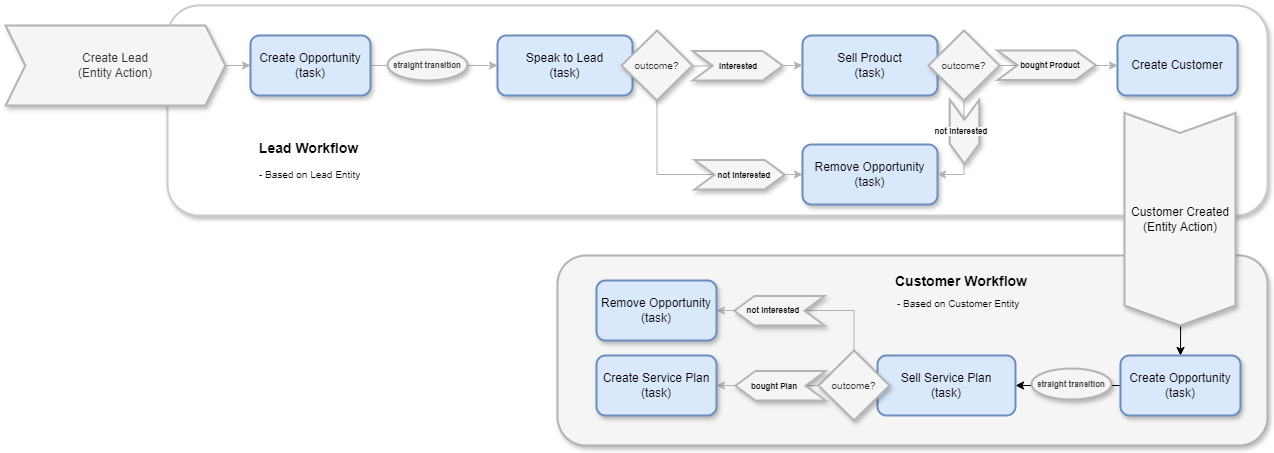 Create Lead
(Entity Action)
Create Opportunity
(task)
straight transition
Speak to Lead
(task)
outcome?
Interested
Sell Product
(task)
outcome?
bought Product
Create Customer
not Interested
Lead Workflow
- Based on Lead Entity
not Interested
Remove Opportunity
(task)
Customer Created
(Entity Action)
Customer Workflow
- Based on Customer Entity
Remove Opportunity
(task)
not Interested
Create Service Plan
(task)
bought Plan
outcome?
Sell Service Plan
(task)
straight transition
Create Opportunity
(task)